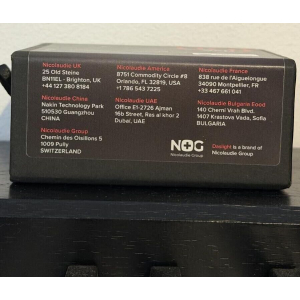 Nicolaudie UK
25 Old Steine
BN11EL - Brighton, UK
+44 127 380 8184
Nicolaudie América
8751 Commodity Circle #8
Orlando, FL 32819, USA
+1 786 543 7225
Nicolaudie France
838 rue de l'Aiguelongue
34090 Montpellier, FR
+33 467 661 041
Nicolaudie China
Nakin Technology Park
510530 Guangzhou
CHINA
Nicolaudie UAE
Office E1-2726 Ajman
16b Street, Res al khor 2
Dubai, UAE
Nicolaudie Bulgaria Eood
140 Cherni Vrah Blvd.
1407 Krastova Vada, Sofia
BULGARIA
Nicolaudie Group
Chemin des Oisillons 5
1009 Pully
SWITZERLAND
NOG
Nicolaudie Group
Daslight is a brand of
Nicolaudie Group